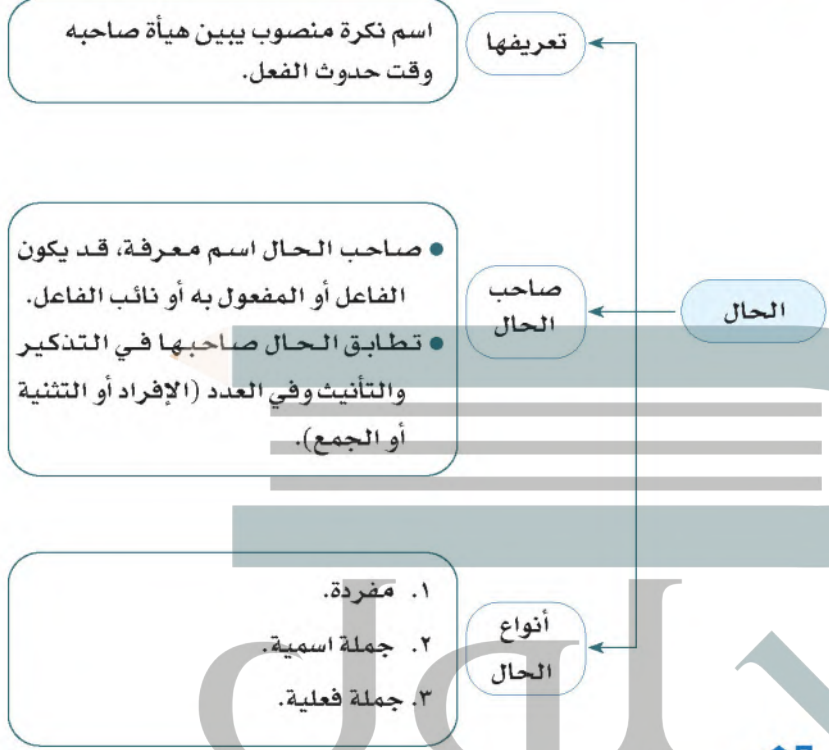 الحال
تعريفها
اسم نكرة منصوب يبين هيأة صاحبه
وقت حدوث الفعل.
صاحب
الحال
● صاحب الحال اسم معرفة، قد يكون
الفاعل أو المفعول به أو نائب الفاعل.
● تطابق الحال صاحبها في التذكير
والتأنيث وفي العدد (الإفراد أو التثنية
أو الجمع).
أنواع
الحال
١. مفردة.
٢. جملة اسمية.
٣. جملة فعلية.